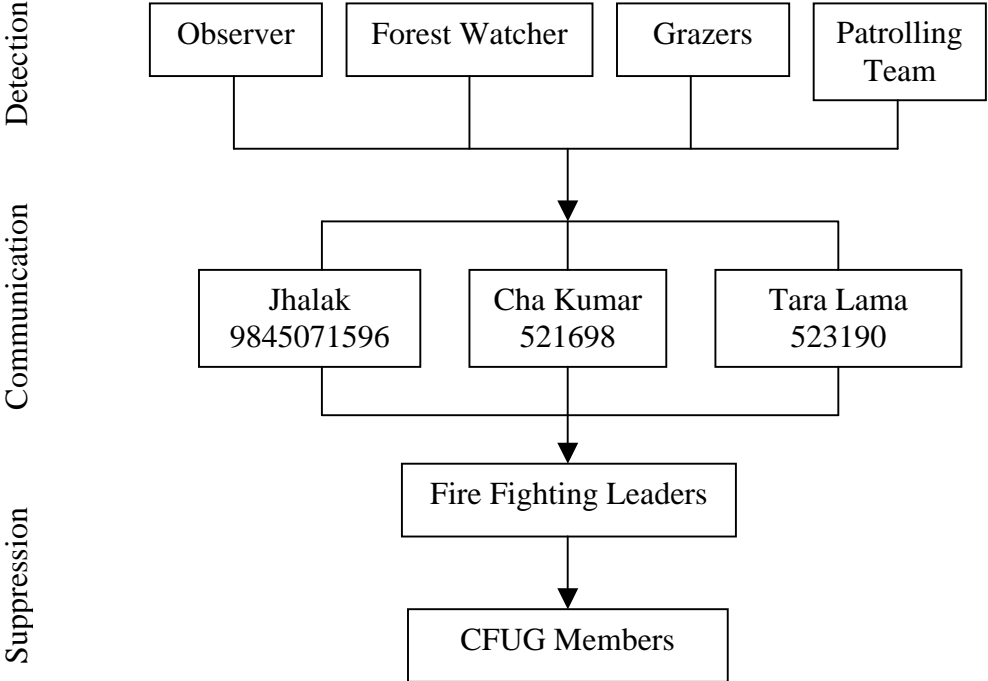 Detection
Observer
Forest Watcher
Grazers
Patrolling
Team
Communication
Jhalak
9845071596
Cha Kumar
521698
Tara Lama
523190
Suppression
Fire Fighting Leaders
CFUG Members